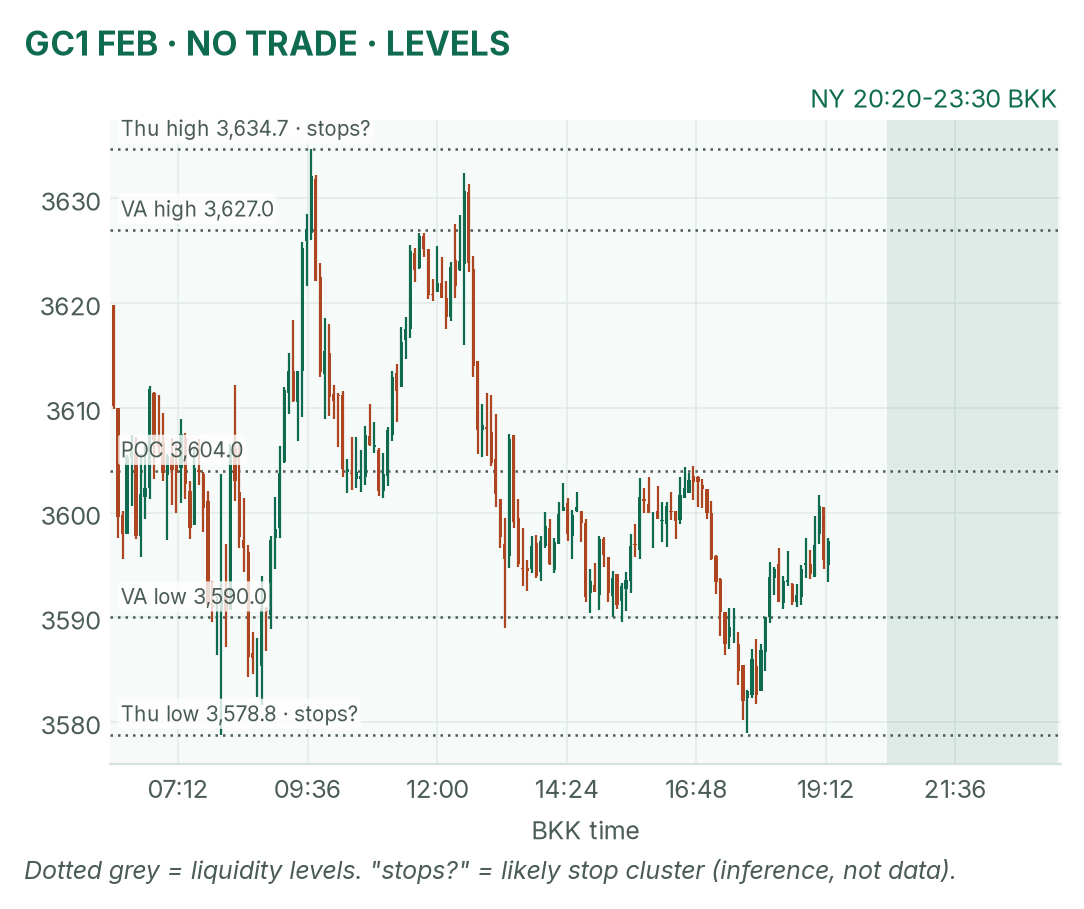 GC1 FEB · NO TRADE · LEVELS
NY 20:20-23:30 BKK
Thu high 3,634.7 · stops?
3630
VA high 3,627.0
3620
3610
POC 3,604.0
3600
VA low 3,590.0
3590
Thu low 3,578.8 · stops?
3580
07:12 09:36 12:00 14:24 16:48 19:12 21:36
BKK time
Dotted grey = liquidity levels. "stops?" = likely stop cluster (inference, not data).